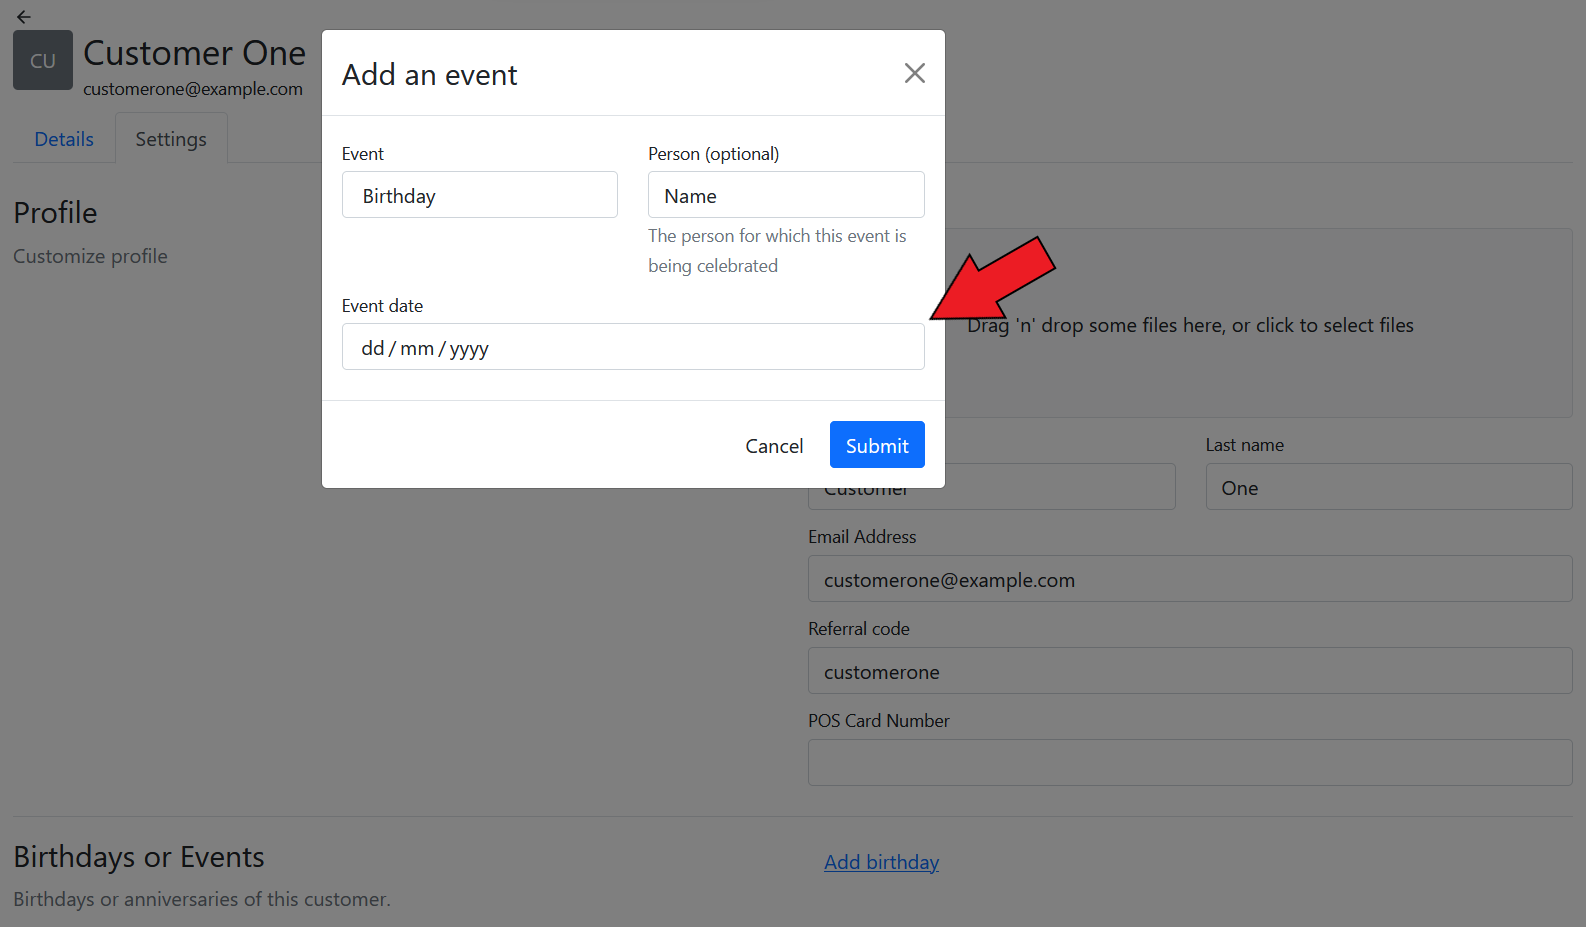 CU
Customer One
customerone@example.com
Details
Settings
Profile
Customize profile
Add an event
Event
Person (optional)
Birthday
Name
The person for which this event is
being celebrated
Event date
dd / mm / yyyy
Cancel
Submit
Drag 'n' drop some files here, or click to select files
Last name
Customer
One
Email Address
customerone@example.com
Referral code
customerone
POS Card Number
Birthdays or Events
Birthdays or anniversaries of this customer.
Add birthday